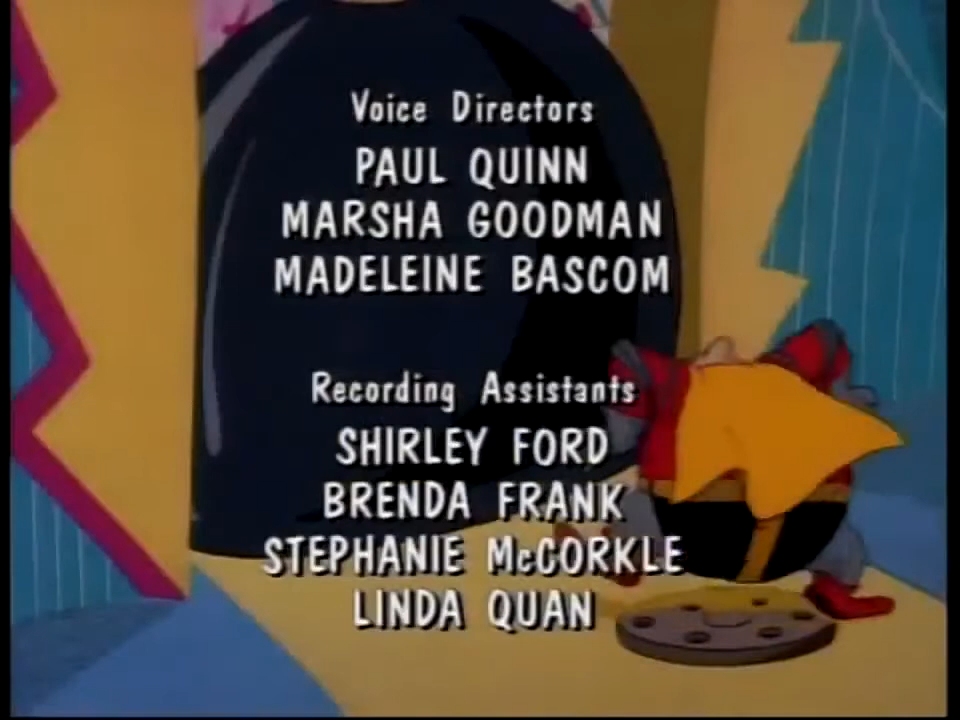 Voice Directors
PAUL QUINN
MARSHA GOODMAN
MADELEINE BASCOM
Recording Assistants
SHIRLEY FORD
BRENDA FRANK
STEPHANIE McCORKLE
LINDA QUAN